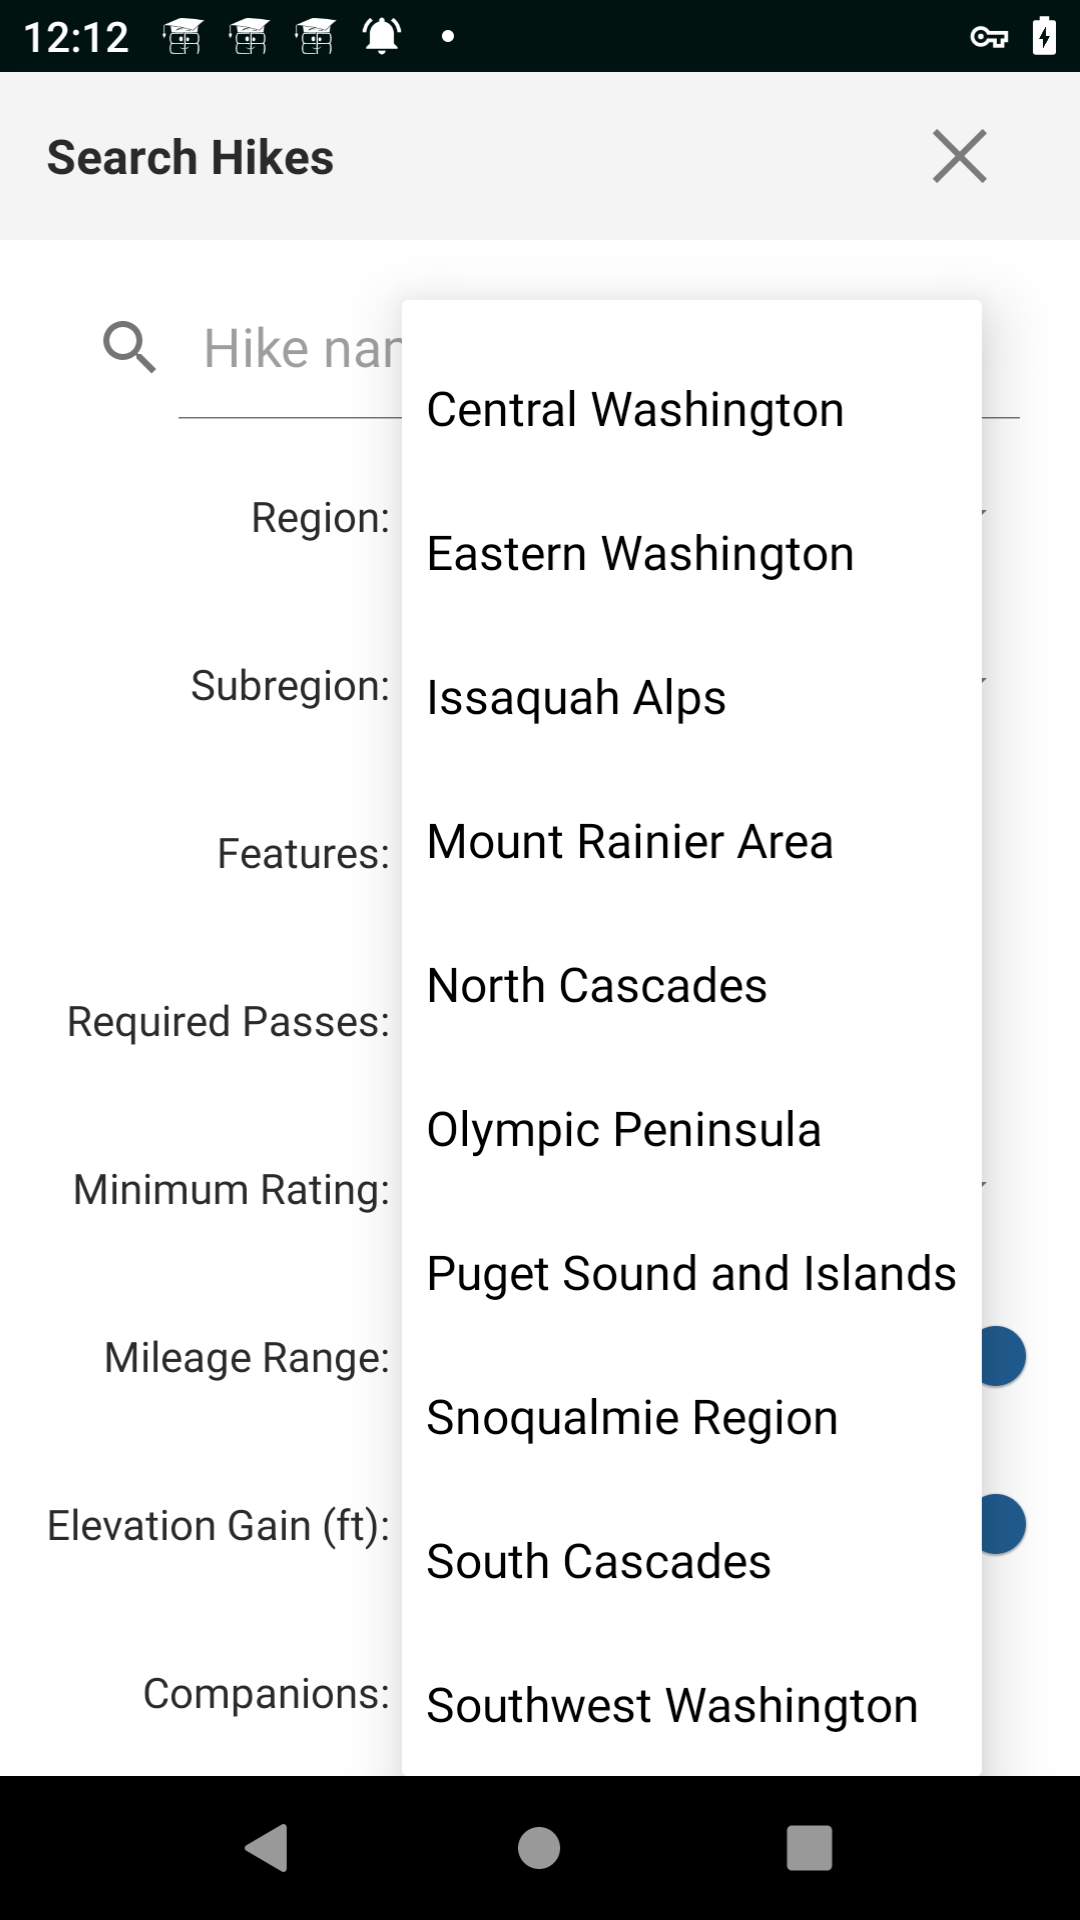 12:12
Search Hikes
Hike nam
Central Washington
Region:
Eastern Washington
Subregion:
Issaquah Alps
Features:
Mount Rainier Area
North Cascades
Required Passes:
Olympic Peninsula
Minimum Rating:
Puget Sound and Islands
Mileage Range:
Snoqualmie Region
Elevation Gain (ft):
South Cascades
Companions:
Southwest Washington